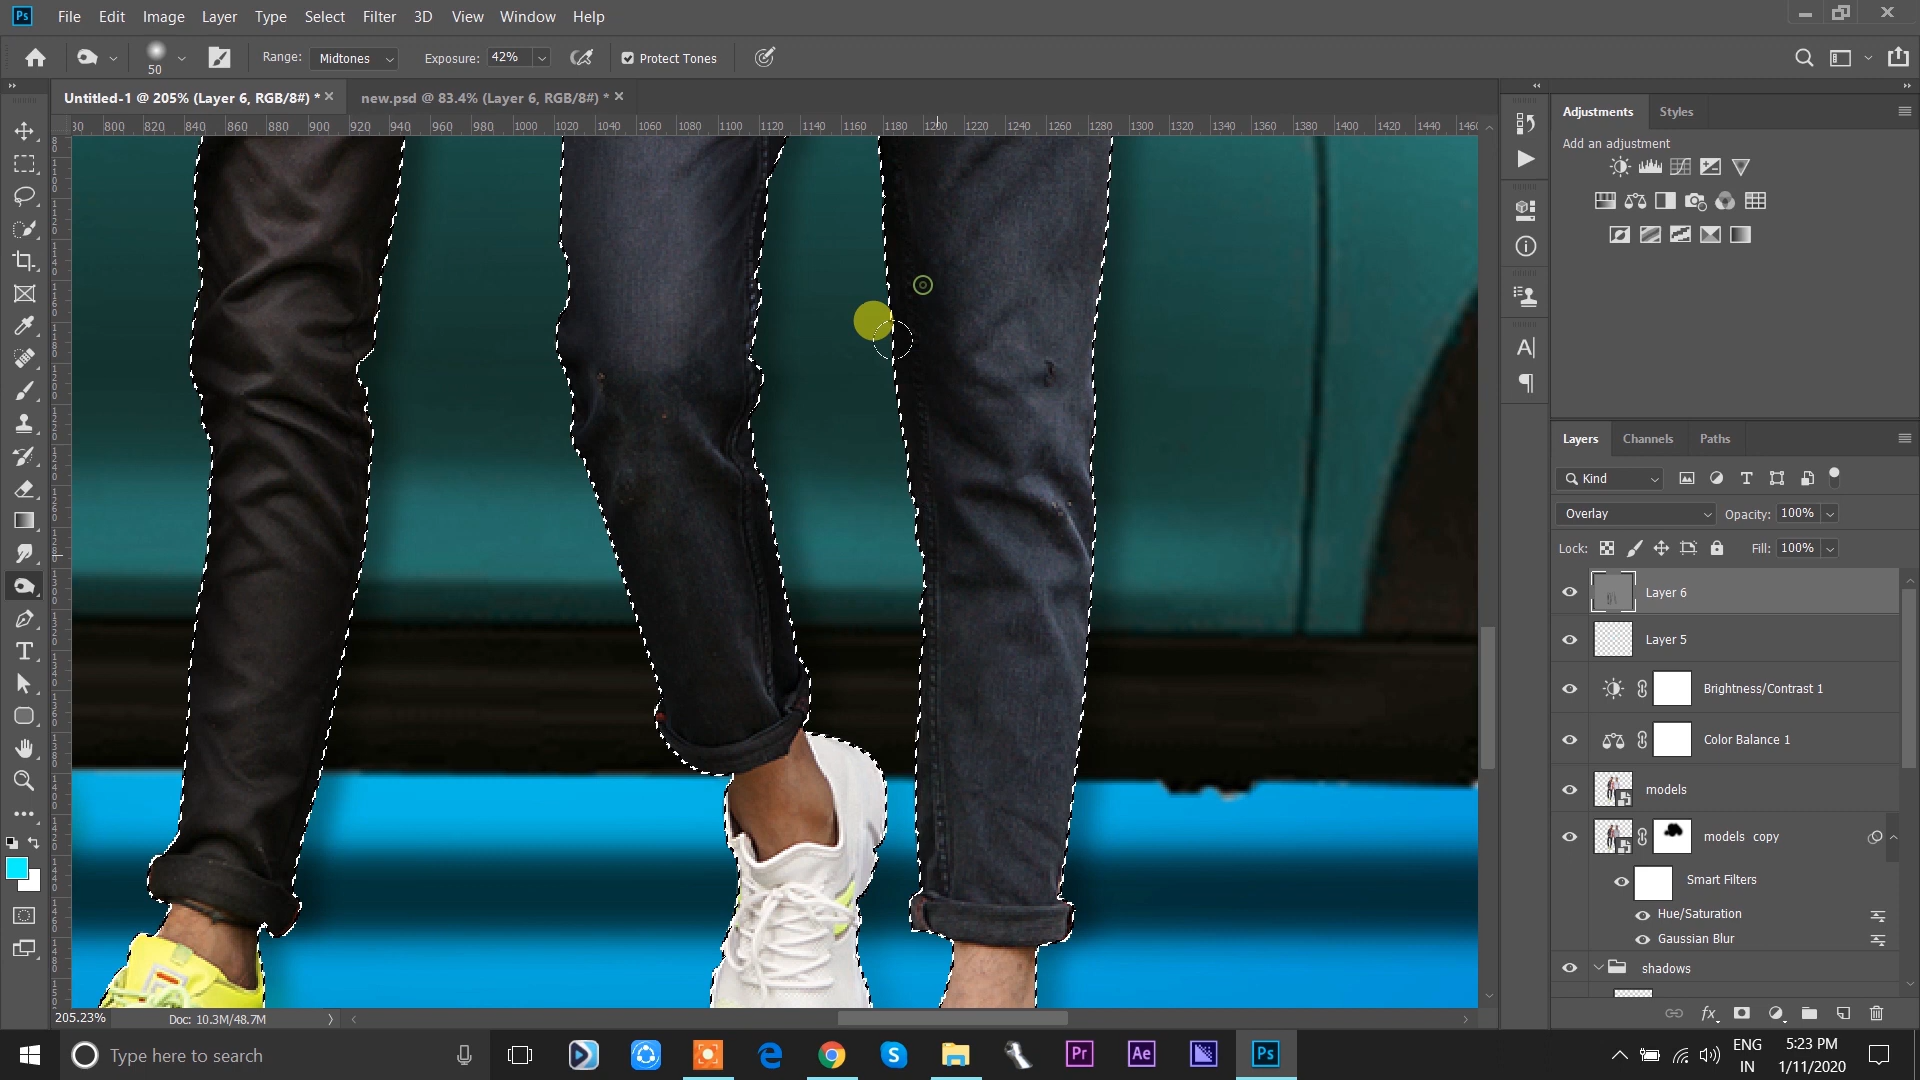 Ps File Edit Image Layer Type Select Filter 3D View Window Help
50 Range: Midtones Exposure: 42% Protect Tones
Untitled-1 @ 205% (Layer 6, RGB/8#) * × new.psd @ 83.4% (Layer 6, RGB/8#) * ×
800 820 840 860 880 900 920 940 960 980 1000 1020 1040 1060 1080 1100 1120 1140 1160 1180 1200 1220 1240 1260 1280 1300 1320 1340 1360 1380 1400 1420 1440
Adjustments Styles
Add an adjustment
Layers Channels Paths
Kind
Overlay Opacity: 100%
Lock: Fill: 100%
Layer 6
Layer 5
Brightness/Contrast 1
Color Balance 1
models
models copy
Smart Filters
Hue/Saturation
Gaussian Blur
shadows
fx
205.23% Doc: 10.3M/48.7M
Type here to search
Pr Ae Ps
ENG
IN
5:23 PM
1/11/2020